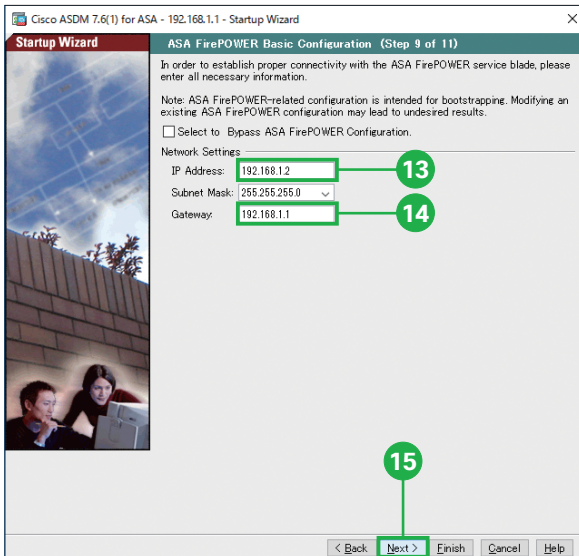 Cisco ASDM 7.6(1) for ASA - 192.168.1.1 - Startup Wizard
Startup Wizard
ASA FirePOWER Basic Configuration (Step 9 of 11)
In order to establish proper connectivity with the ASA FirePOWER service blade, please
enter all necessary information.
Note: ASA FirePOWER-related configuration is intended for bootstrapping. Modifying an
existing ASA FirePOWER configuration may lead to undesired results.
Select to Bypass ASA FirePOWER Configuration.
Network Settings
IP Address: 192.168.1.2 13
Subnet Mask: 255.255.255.0
Gateway: 192.168.1.1 14
15
< Back Next > Finish Cancel Help